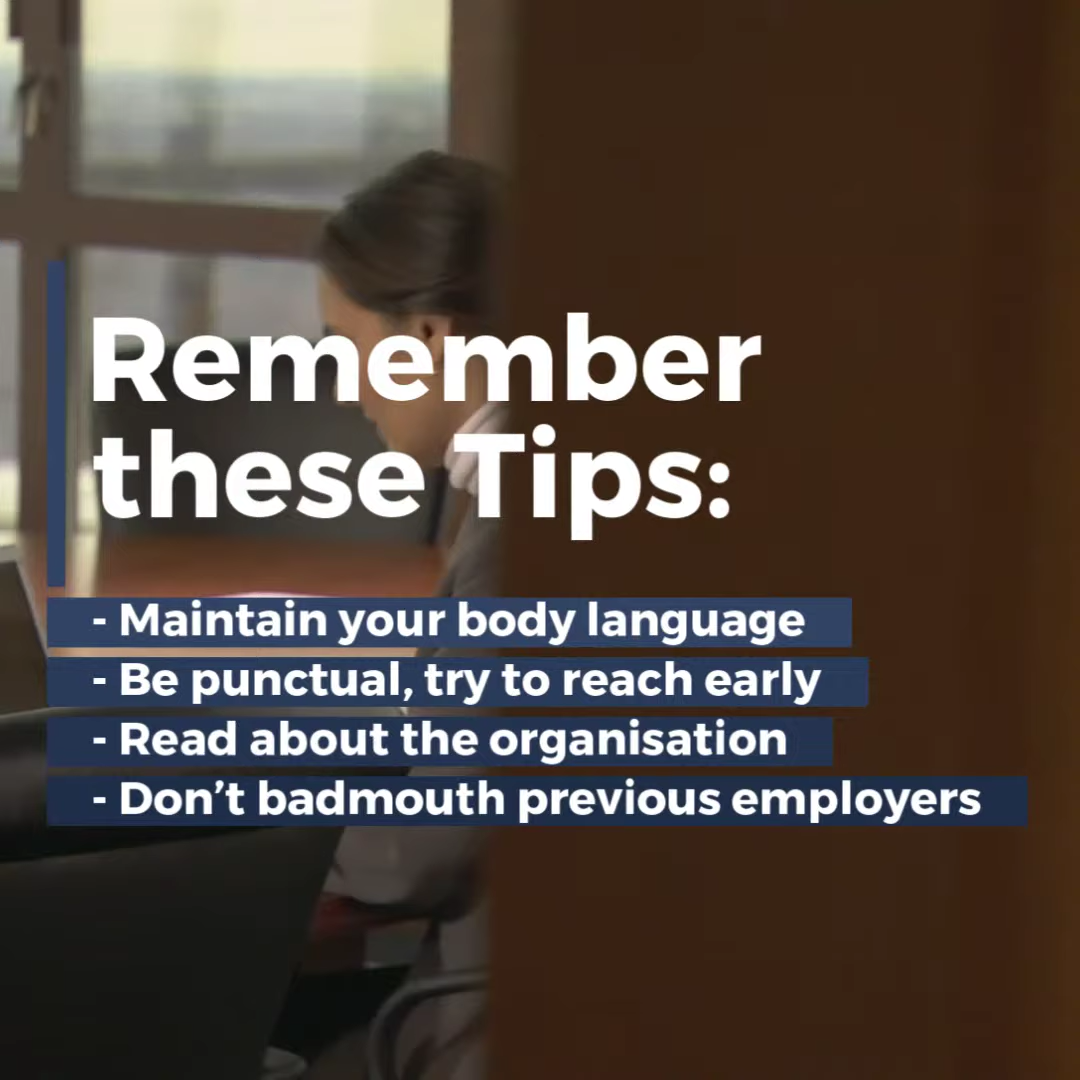 Remember
these Tips:
- Maintain your body language
- Be punctual, try to reach early
- Read about the organisation
- Don’t badmouth previous employers